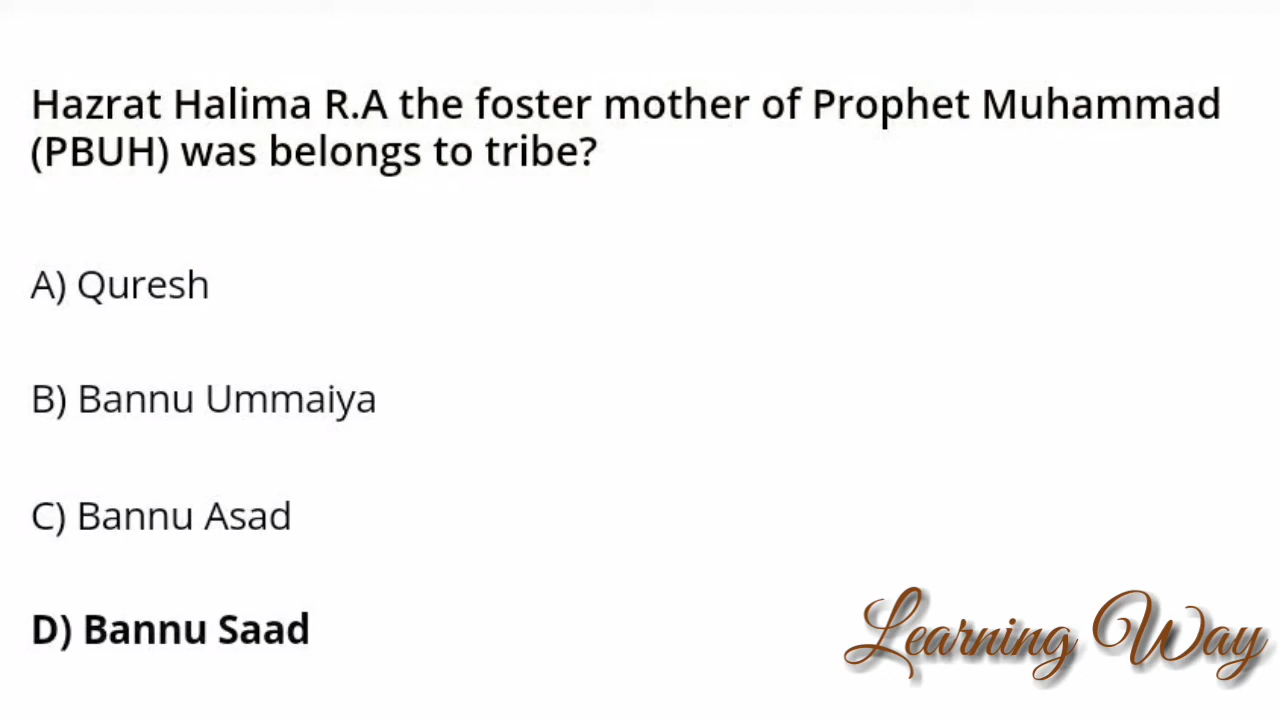 Hazrat Halima R.A the foster mother of Prophet Muhammad
(PBUH) was belongs to tribe?
A) Quresh
B) Bannu Ummaiya
C) Bannu Asad
D) Bannu Saad
Learning Way